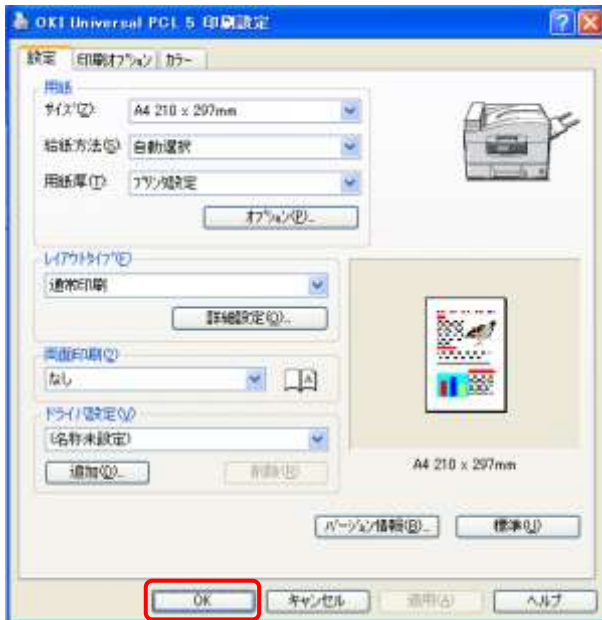 OKI Universal PCL 5 印刷設定
設定 印刷オプション カラー
用紙
サイズ(Z): A4 210 x 297mm
給紙方法(S): 自動選択
用紙厚(T): プリンタ設定
オプション(P)...
レイアウトタイプ(E)
通常印刷
詳細設定(Q)...
両面印刷(2)
なし
ドライバ設定(V)
(名称未設定)
追加(D)... 削除(R)
A4 210 x 297mm
バージョン情報(B)... 標準(U)
OK キャンセル 適用(A) ヘルプ